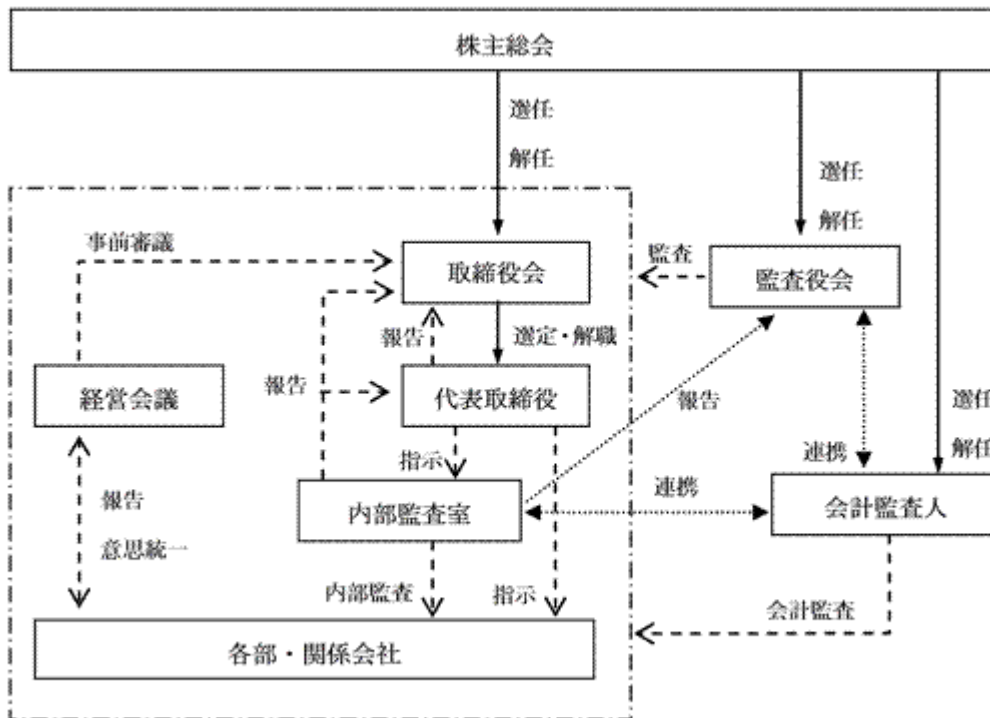 株主総会
選任
解任
選任
解任
事前審議
取締役会
監査
監査役会
報告
選定・解職
報告
経営会議
代表取締役
報告
選任
解任
指示
連携
連携
報告
意思統一
内部監査室
会計監査人
内部監査
指示
会計監査
各部・関係会社